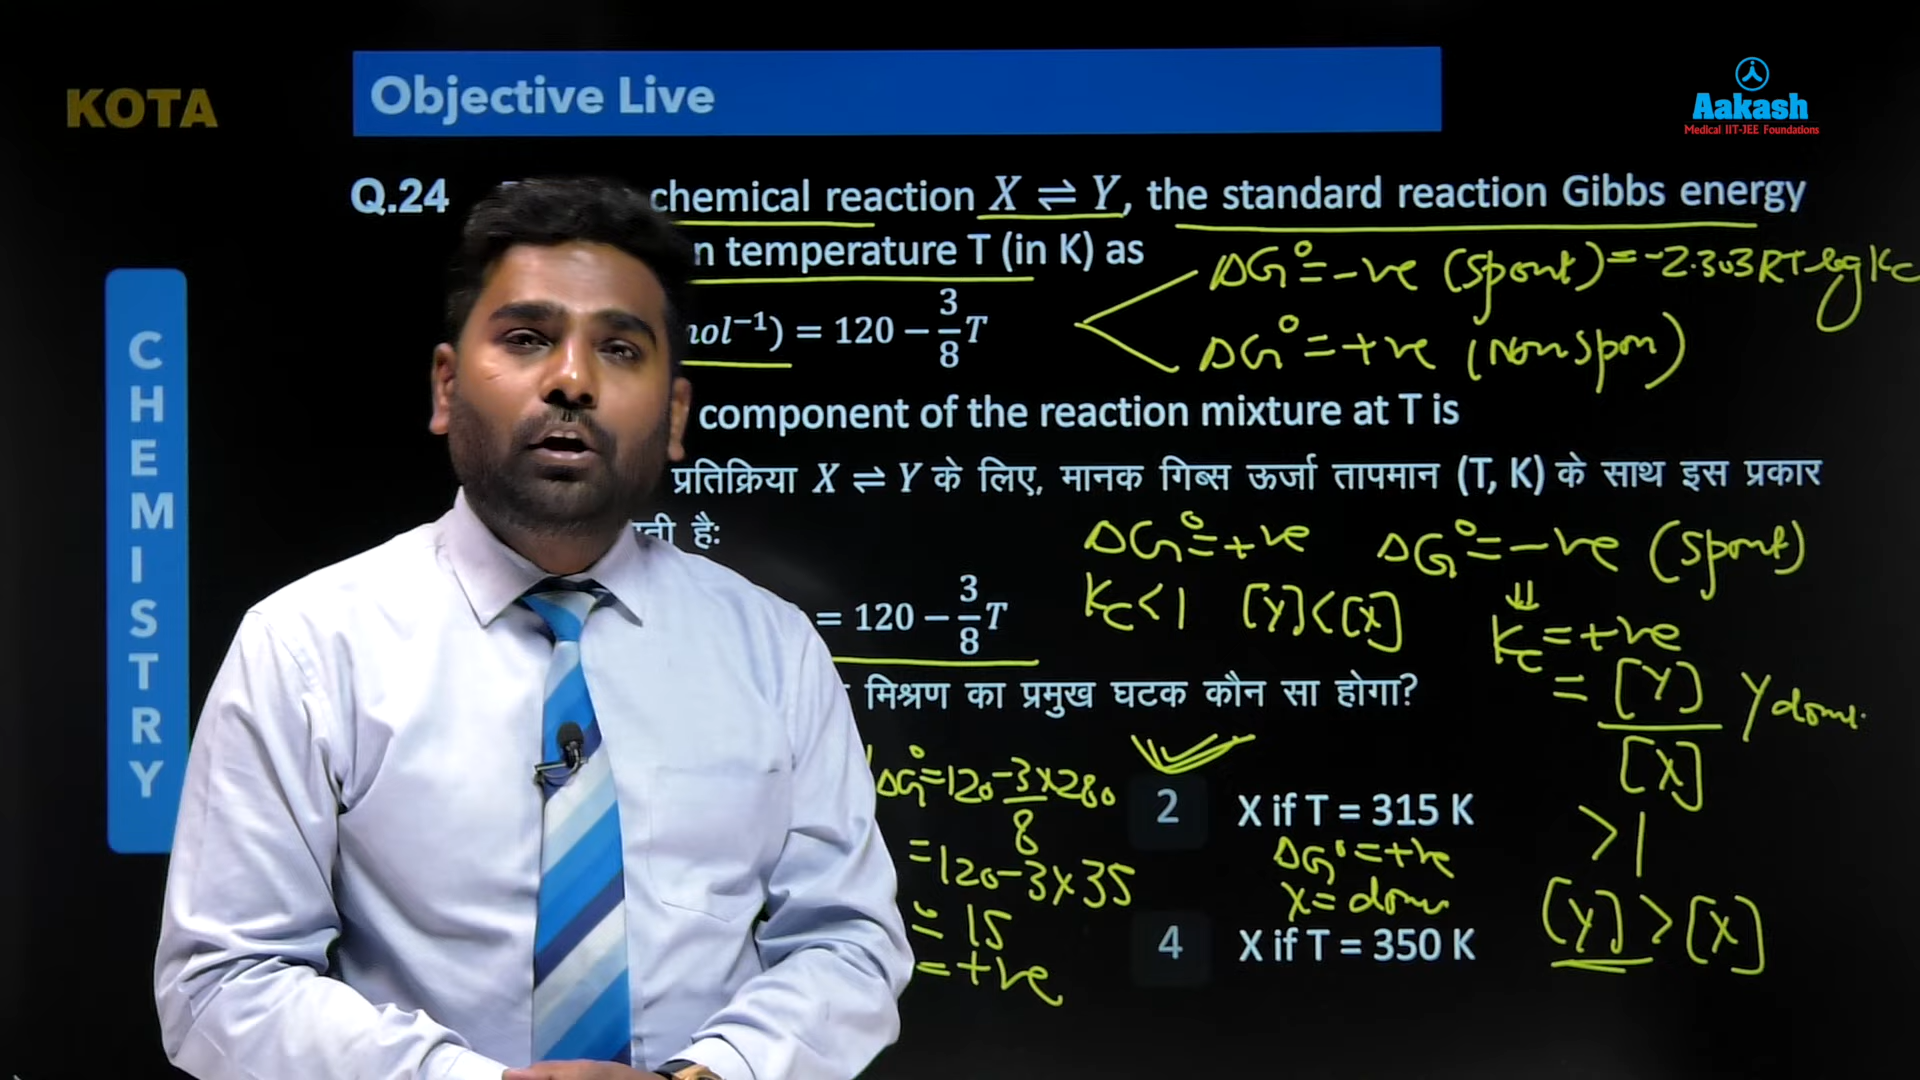 KOTA
Objective Live
Aakash
Medical IIT-JEE Foundations
CHEMISTRY
Q.24 chemical reaction X ⇌ Y, the standard reaction Gibbs energy
n temperature T (in K) as
ΔG° = -ve (spont) = -2.303RT log Kc
mol⁻¹) = 120 − 3/8 T
ΔG° = +ve (Non spon)
component of the reaction mixture at T is
प्रतिक्रिया X ⇌ Y के लिए, मानक गिब्स ऊर्जा तापमान (T, K) के साथ इस प्रकार
है:
ΔG° = +ve ΔG° = -ve (spont)
= 120 − 3/8 T
Kc < 1 [Y] < [X]
Kc = +ve
= [Y]/[X] Y dom.
मिश्रण का प्रमुख घटक कौन सा होगा?
ΔG° = 120 - 3×280/8
= 120 - 3×35
= 15
= +ve
2 X if T = 315 K
ΔG° = +ve
X = dom
> 1
[Y] > [X]
4 X if T = 350 K